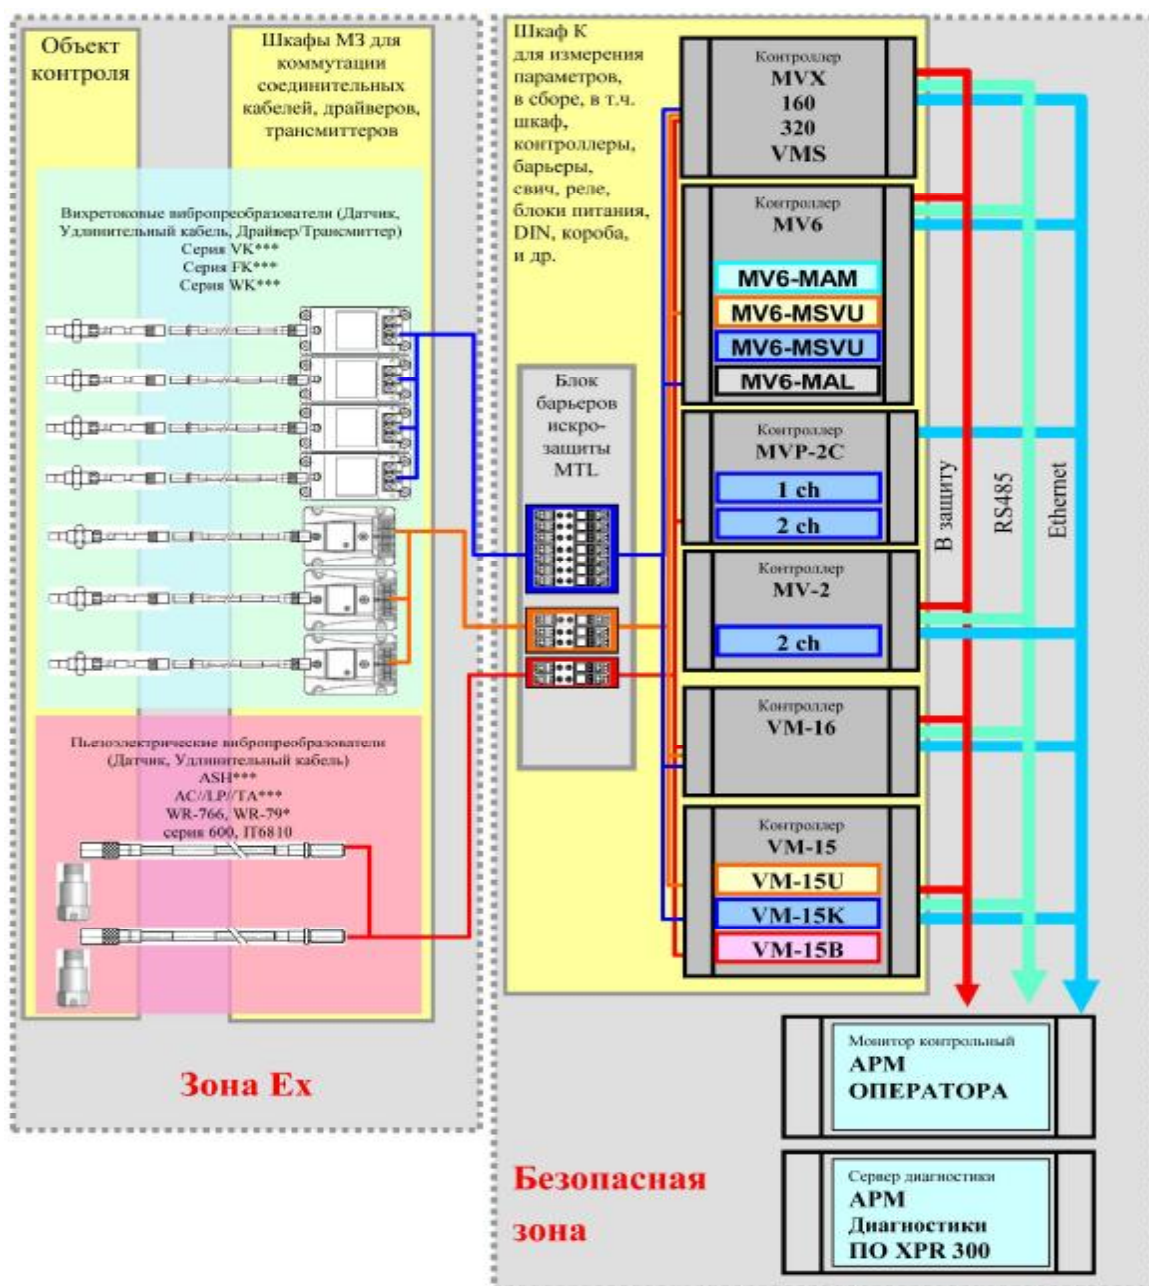 Объект
контроля
Шкафы МЗ для
коммутации
соединительных
кабелей, драйверов,
трансмиттеров
Вихретоковые вибропреобразователи (Датчик,
Удлинительный кабель, Драйвер/Трансмиттер)
Серия VK***
Серия FK***
Серия WK***
Пьезоэлектрические вибропреобразователи
(Датчик, Удлинительный кабель)
ASH***
AC//LP//TA***
WR-766, WR-79*
серия 600, IT6810
Зона Ex
Шкаф К
для измерения
параметров,
в сборе, в т.ч.
шкаф,
контроллеры,
барьеры,
свич, реле,
блоки питания,
DIN, короба,
и др.
Блок
барьеров
искро-
защиты
MTL
Контроллер
MVX
160
320
VMS
Контроллер
MV6
MV6-MAM
MV6-MSVU
MV6-MSVU
MV6-MAL
Контроллер
MVP-2C
1 ch
2 ch
Контроллер
MV-2
2 ch
Контроллер
VM-16
Контроллер
VM-15
VM-15U
VM-15K
VM-15B
В защиту
RS485
Ethernet
Монитор контрольный
АРМ
ОПЕРАТОРА
Сервер диагностики
АРМ
Диагностики
ПО XPR 300
Безопасная
зона